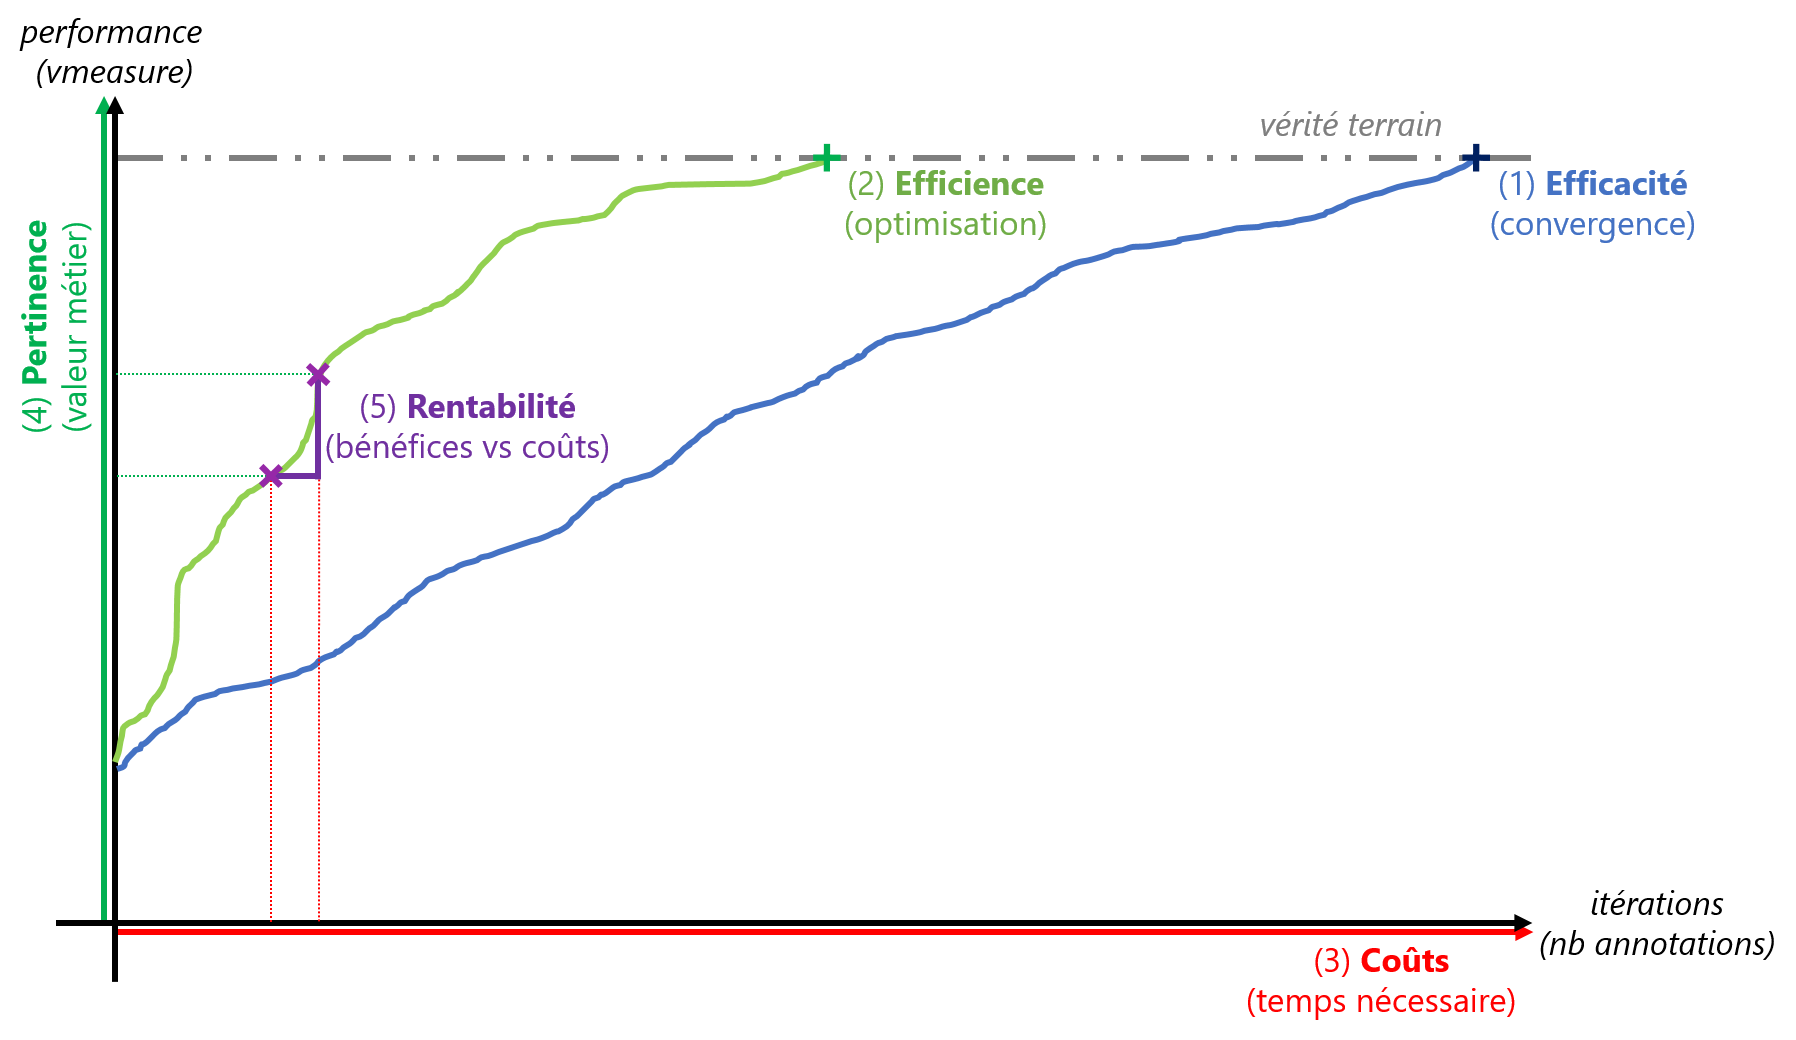 performance
(vmeasure)
vérité terrain
(2) Efficience
(optimisation)
(1) Efficacité
(convergence)
(4) Pertinence
(valeur métier)
(5) Rentabilité
(bénéfices vs coûts)
itérations
(nb annotations)
(3) Coûts
(temps nécessaire)